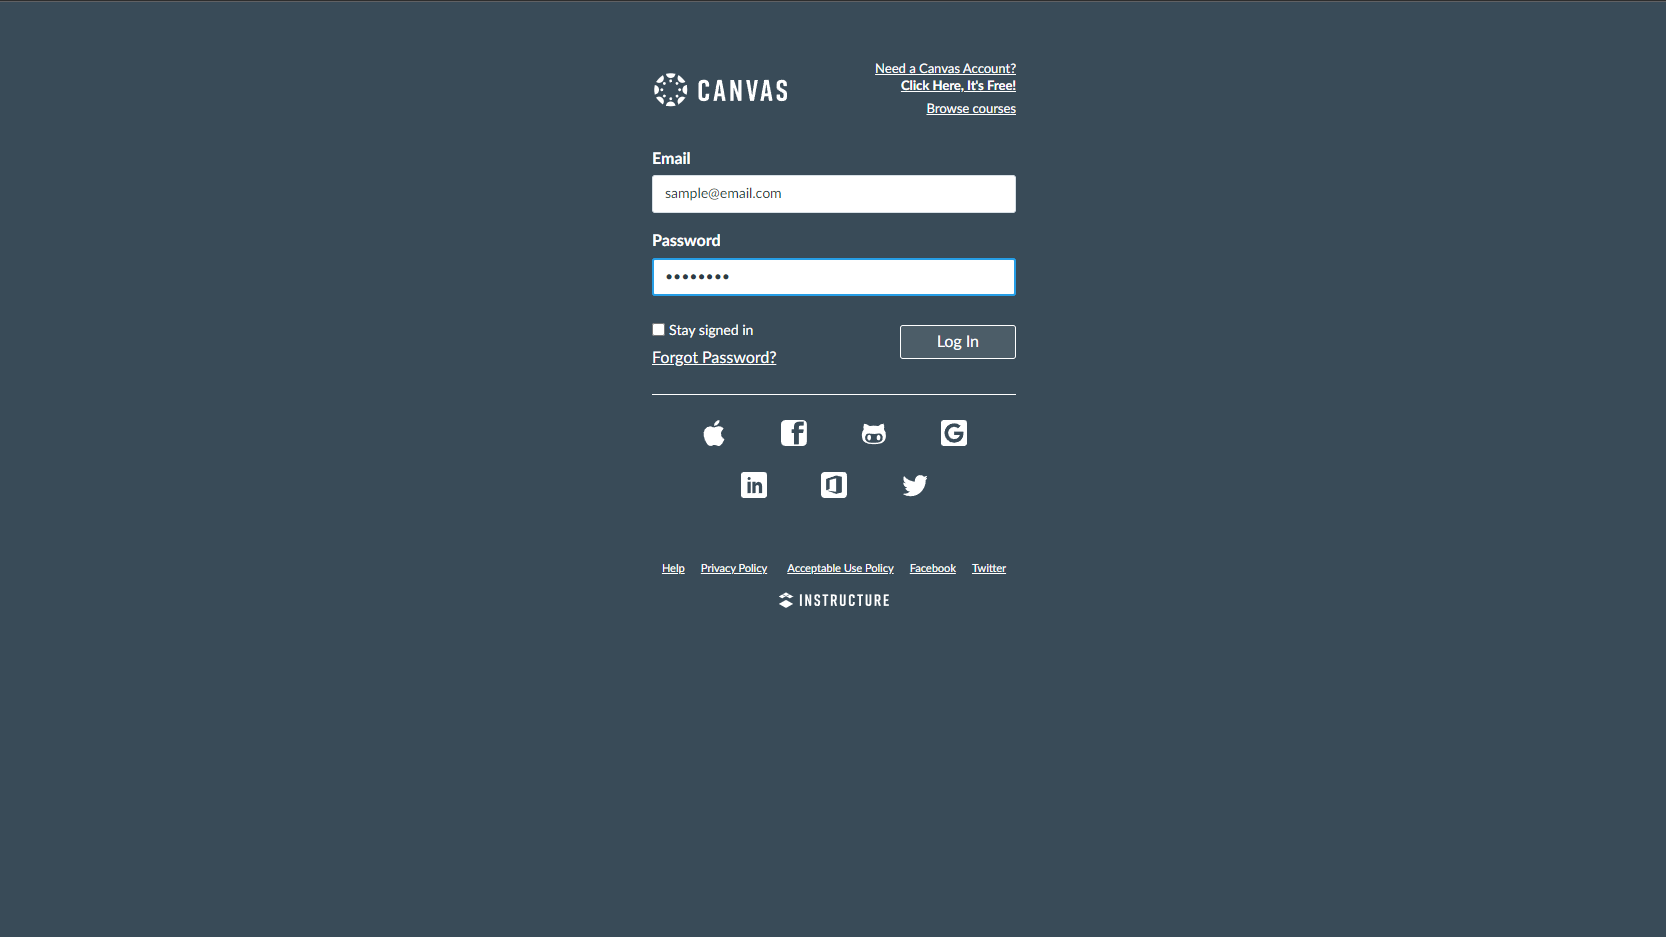 CANVAS
Need a Canvas Account?
Click Here, It's Free!
Browse courses
Email
sample@email.com
Password
••••••••
Stay signed in
Log In
Forgot Password?
Help Privacy Policy Acceptable Use Policy Facebook Twitter
INSTRUCTURE